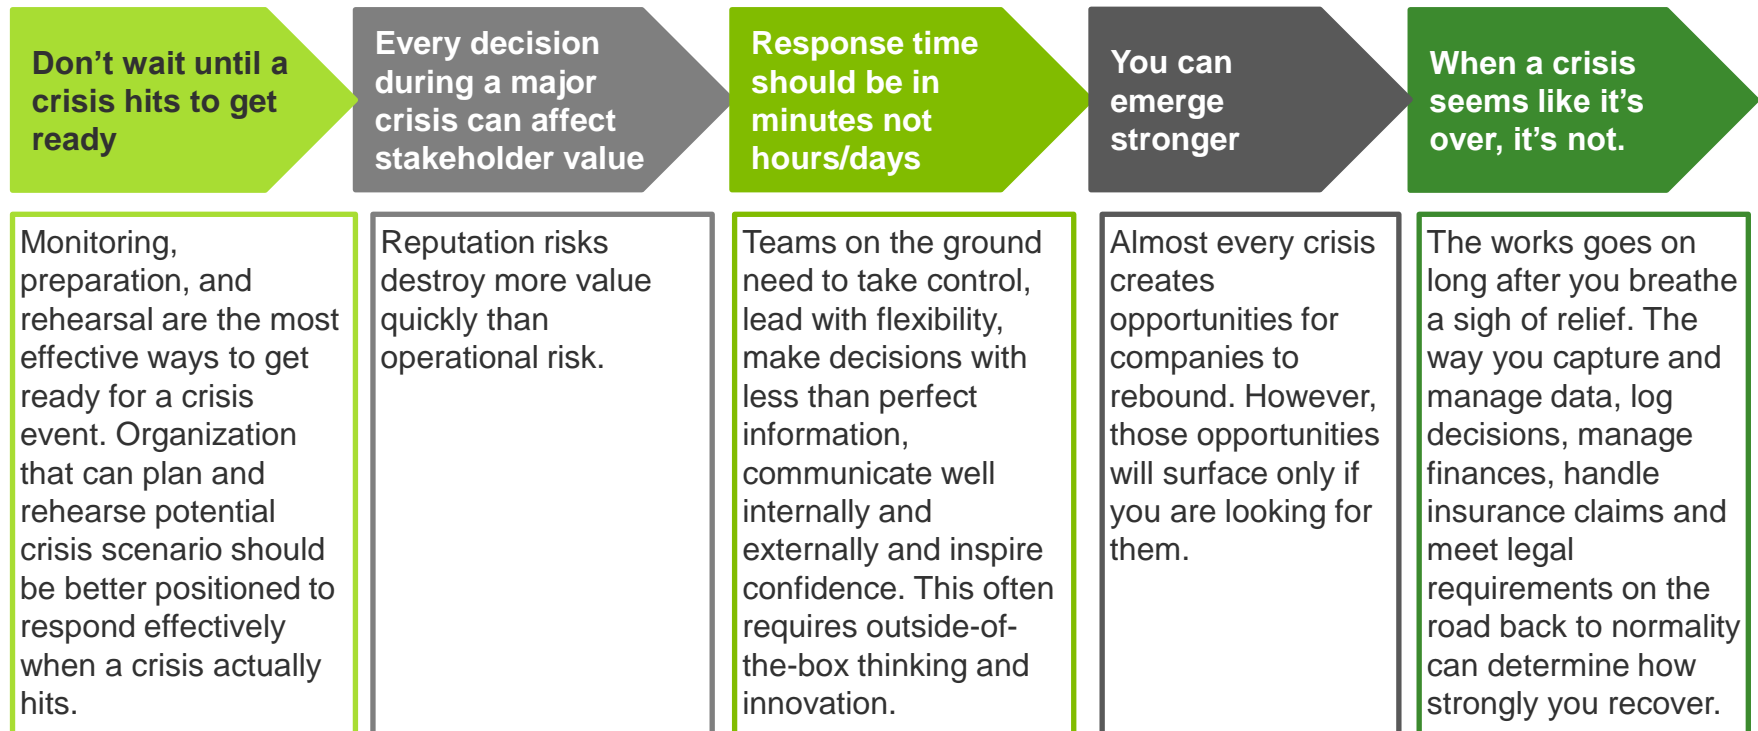 Don’t wait until a
crisis hits to get
ready
Every decision
during a major
crisis can affect
stakeholder value
Response time
should be in
minutes not
hours/days
You can
emerge
stronger
When a crisis
seems like it’s
over, it’s not.
Monitoring,
preparation, and
rehearsal are the most
effective ways to get
ready for a crisis
event. Organization
that can plan and
rehearse potential
crisis scenario should
be better positioned to
respond effectively
when a crisis actually
hits.
Reputation risks
destroy more value
quickly than
operational risk.
Teams on the ground
need to take control,
lead with flexibility,
make decisions with
less than perfect
information,
communicate well
internally and
externally and inspire
confidence. This often
requires outside-of-
the-box thinking and
innovation.
Almost every crisis
creates
opportunities for
companies to
rebound. However,
those opportunities
will surface only if
you are looking for
them.
The works goes on
long after you breathe
a sigh of relief. The
way you capture and
manage data, log
decisions, manage
finances, handle
insurance claims and
meet legal
requirements on the
road back to normality
can determine how
strongly you recover.